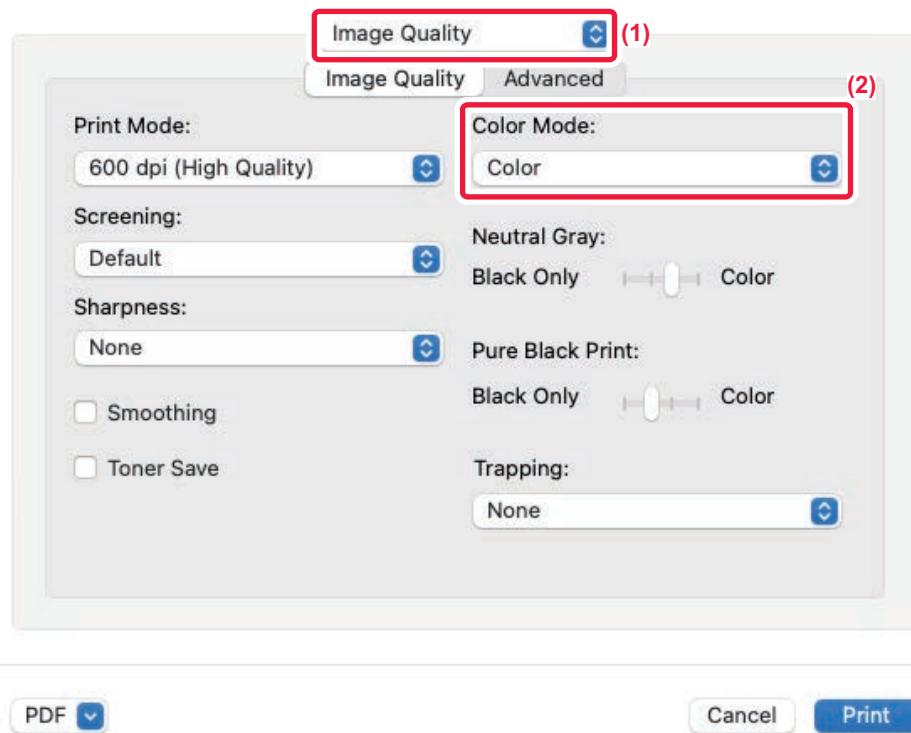 Image Quality
(1)
Image Quality
Advanced
(2)
Print Mode:
600 dpi (High Quality)
Screening:
Default
Sharpness:
None
Smoothing
Toner Save
Color Mode:
Color
Neutral Gray:
Black Only
Color
Pure Black Print:
Black Only
Color
Trapping:
None
PDF
Cancel
Print